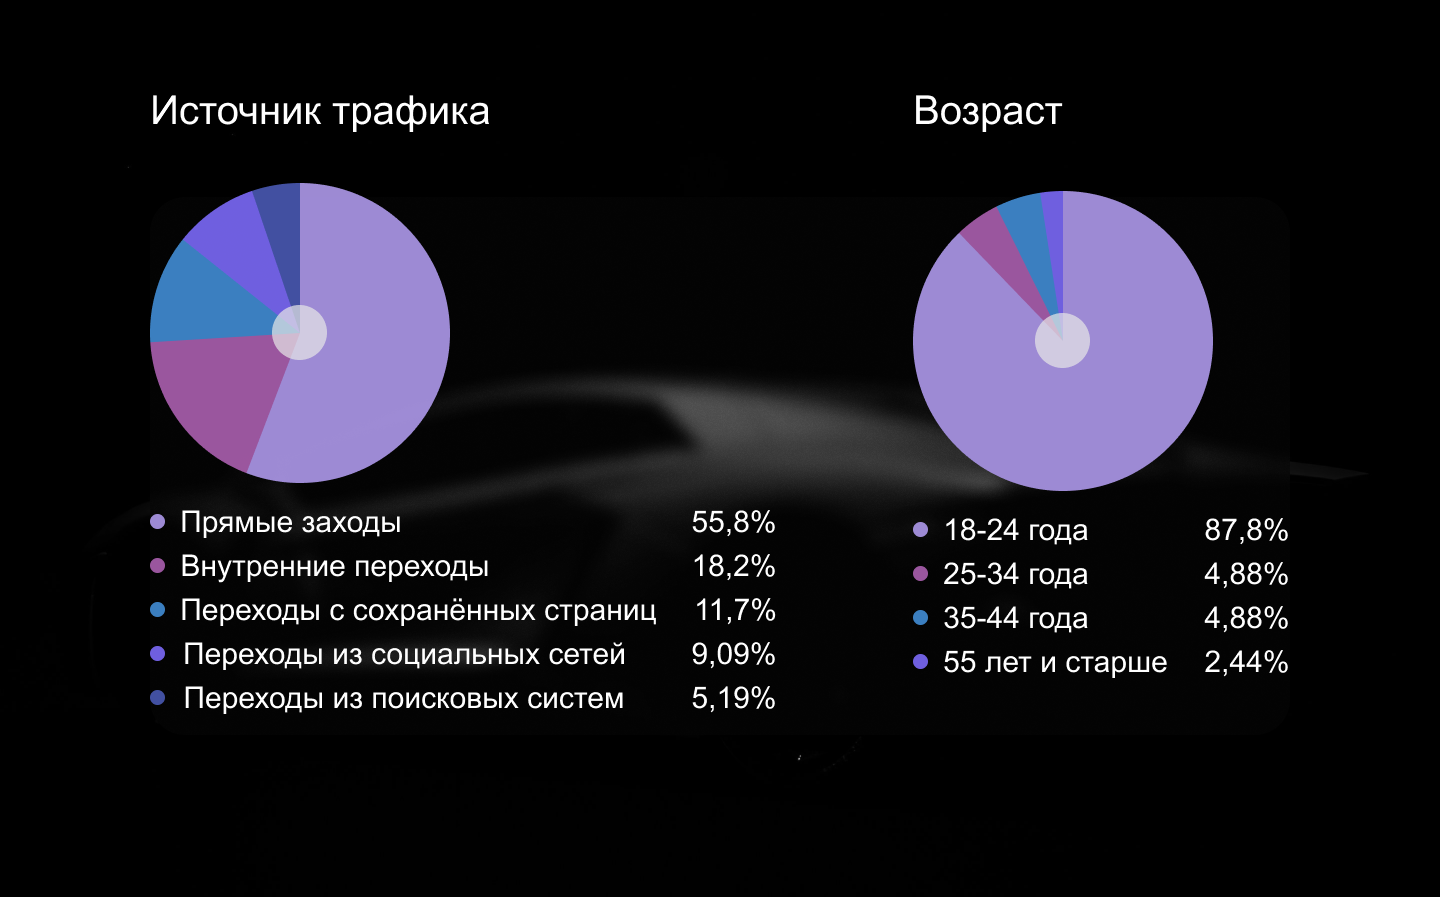 Источник трафика
Прямые заходы 55,8%
Внутренние переходы 18,2%
Переходы с сохранённых страниц 11,7%
Переходы из социальных сетей 9,09%
Переходы из поисковых систем 5,19%
Возраст
18-24 года 87,8%
25-34 года 4,88%
35-44 года 4,88%
55 лет и старше 2,44%